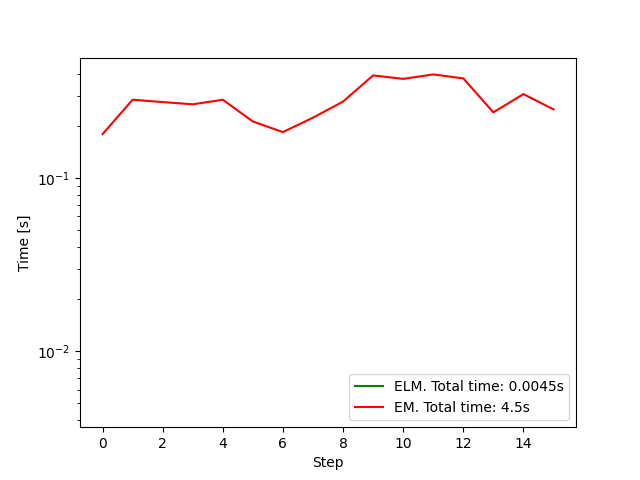 10⁻¹
10⁻²
Time [s]
0 2 4 6 8 10 12 14
Step
ELM. Total time: 0.0045s
EM. Total time: 4.5s